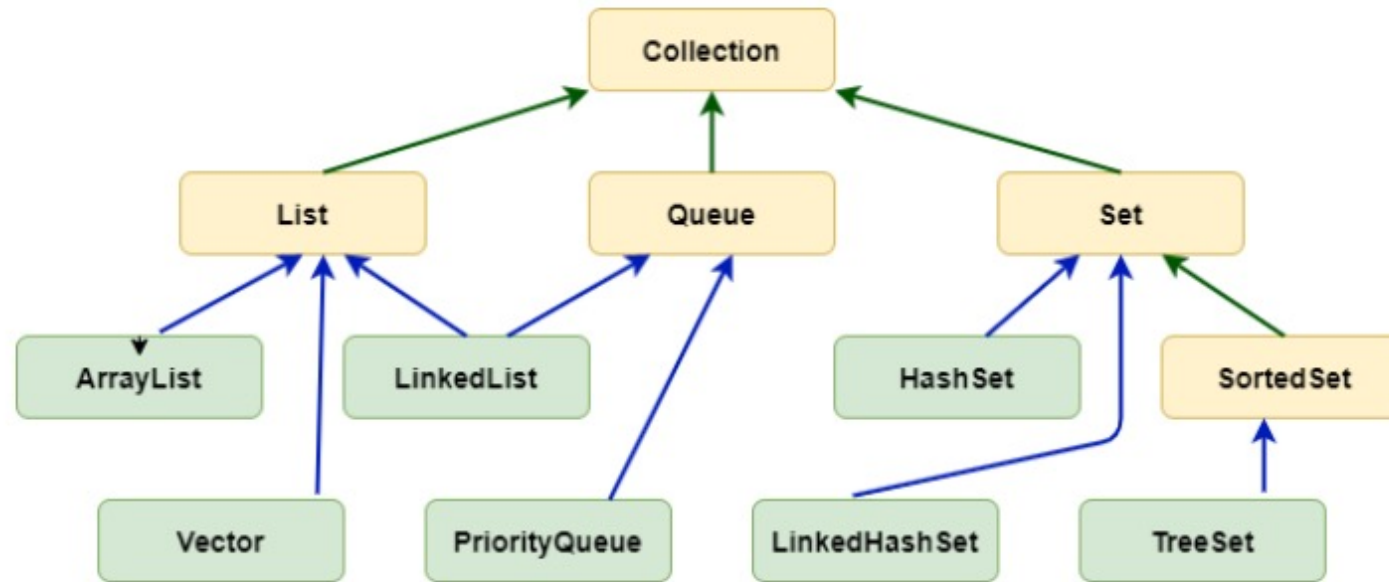 Collection
List
Queue
Set
ArrayList
LinkedList
HashSet
SortedSet
Vector
PriorityQueue
LinkedHashSet
TreeSet